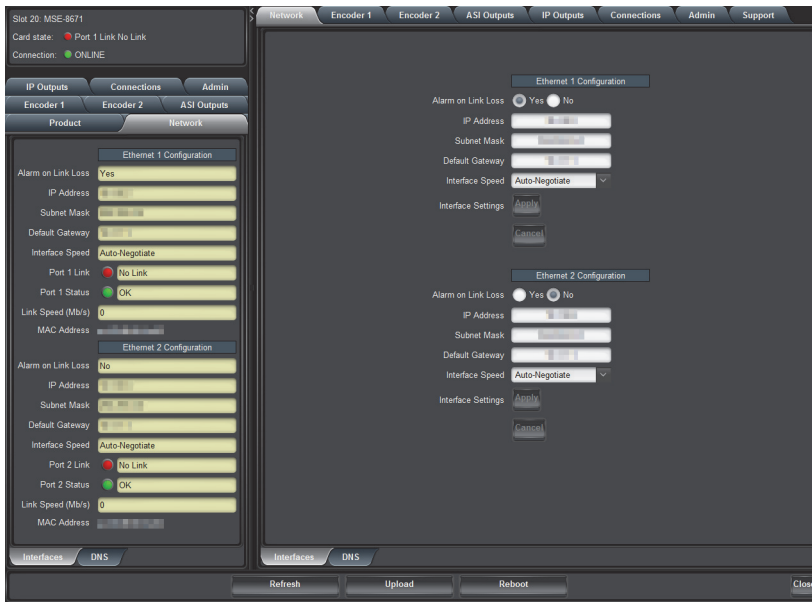 Slot 20: MSE-8671
Card state: Port 1 Link No Link
Connection: ONLINE
IP Outputs Connections Admin
Encoder 1 Encoder 2 ASI Outputs
Product Network
Ethernet 1 Configuration
Alarm on Link Loss Yes
IP Address
Subnet Mask
Default Gateway
Interface Speed Auto-Negotiate
Port 1 Link No Link
Port 1 Status OK
Link Speed (Mb/s) 0
MAC Address
Ethernet 2 Configuration
Alarm on Link Loss No
IP Address
Subnet Mask
Default Gateway
Interface Speed Auto-Negotiate
Port 2 Link No Link
Port 2 Status OK
Link Speed (Mb/s) 0
MAC Address
Interfaces DNS
Network Encoder 1 Encoder 2 ASI Outputs IP Outputs Connections Admin Support
Ethernet 1 Configuration
Alarm on Link Loss Yes No
IP Address
Subnet Mask
Default Gateway
Interface Speed Auto-Negotiate
Interface Settings Apply
Cancel
Ethernet 2 Configuration
Alarm on Link Loss Yes No
IP Address
Subnet Mask
Default Gateway
Interface Speed Auto-Negotiate
Interface Settings Apply
Cancel
Interfaces DNS
Refresh Upload Reboot Close